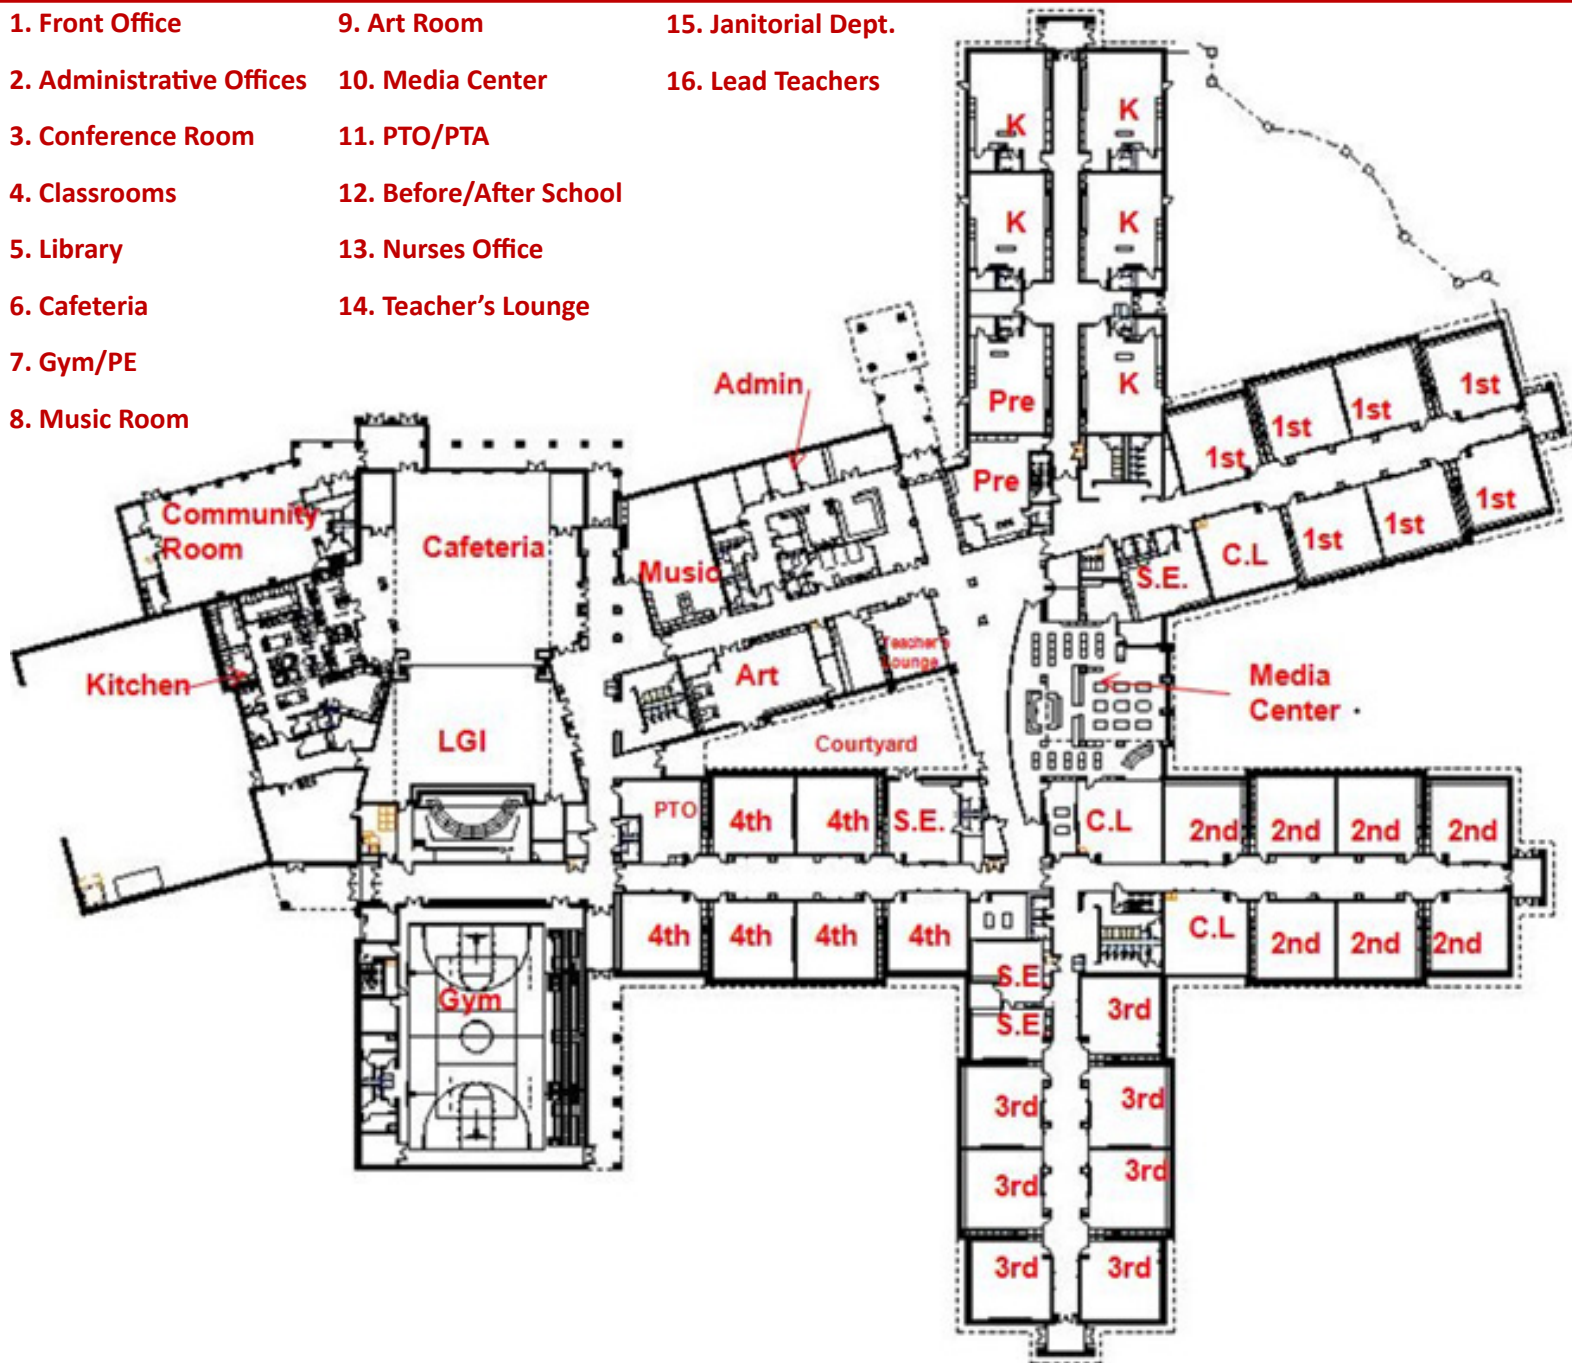 1. Front Office
2. Administrative Offices
3. Conference Room
4. Classrooms
5. Library
6. Cafeteria
7. Gym/PE
8. Music Room
9. Art Room
10. Media Center
11. PTO/PTA
12. Before/After School
13. Nurses Office
14. Teacher’s Lounge
15. Janitorial Dept.
16. Lead Teachers
K
K
K
K
Pre
K
Admin
1st
1st
1st
1st
Pre
1st
1st
1st
C.L
S.E.
Community
Room
Cafeteria
Music
Teacher's
Lounge
Art
Kitchen
Media
Center
LGI
Courtyard
PTO
4th
4th
S.E.
C.L
2nd
2nd
2nd
2nd
4th
4th
4th
4th
C.L
2nd
2nd
2nd
Gym
S.E.
S.E.
3rd
3rd
3rd
3rd
3rd
3rd
3rd